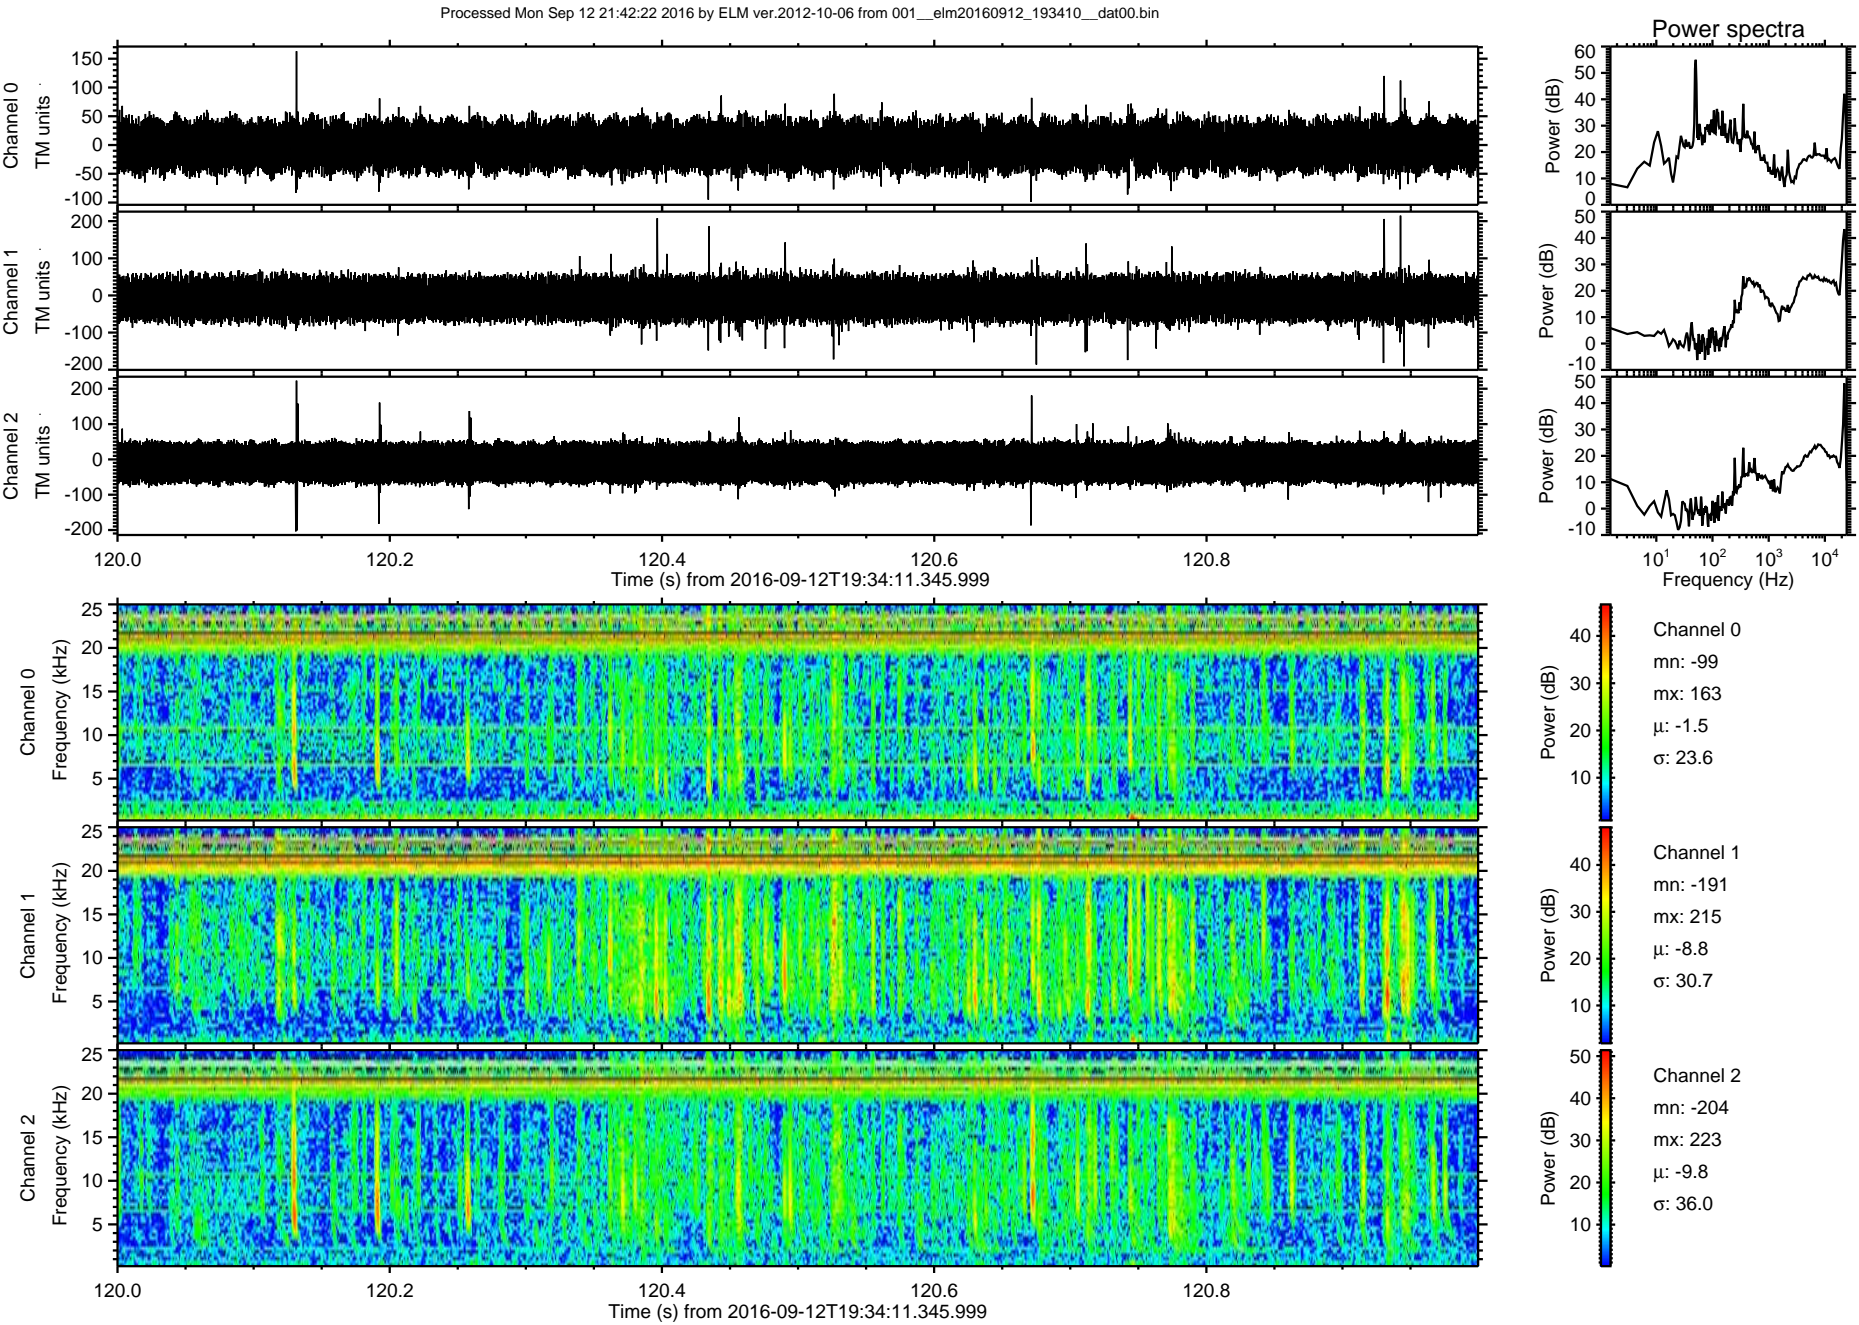 Processed Mon Sep 12 21:42:22 2016 by ELM ver.2012-10-06 from 001__elm20160912_193410__dat00.bin
Power spectra
Channel 0
TM units
150
100
50
0
-50
-100
Power (dB)
60
50
40
30
20
10
0
Channel 1
TM units
200
100
0
-100
-200
Power (dB)
50
40
30
20
10
0
-10
Channel 2
TM units
200
100
0
-100
-200
Power (dB)
50
40
30
20
10
0
-10
120.0 120.2 120.4 120.6 120.8
Time (s) from 2016-09-12T19:34:11.345.999
10¹ 10² 10³ 10⁴
Frequency (Hz)
Channel 0
Frequency (kHz)
25
20
15
10
5
Power (dB)
40
30
20
10
Channel 0
mn: -99
mx: 163
μ: -1.5
σ: 23.6
Channel 1
Frequency (kHz)
25
20
15
10
5
Power (dB)
40
30
20
10
Channel 1
mn: -191
mx: 215
μ: -8.8
σ: 30.7
Channel 2
Frequency (kHz)
25
20
15
10
5
Power (dB)
50
40
30
20
10
Channel 2
mn: -204
mx: 223
μ: -9.8
σ: 36.0
120.0 120.2 120.4 120.6 120.8
Time (s) from 2016-09-12T19:34:11.345.999